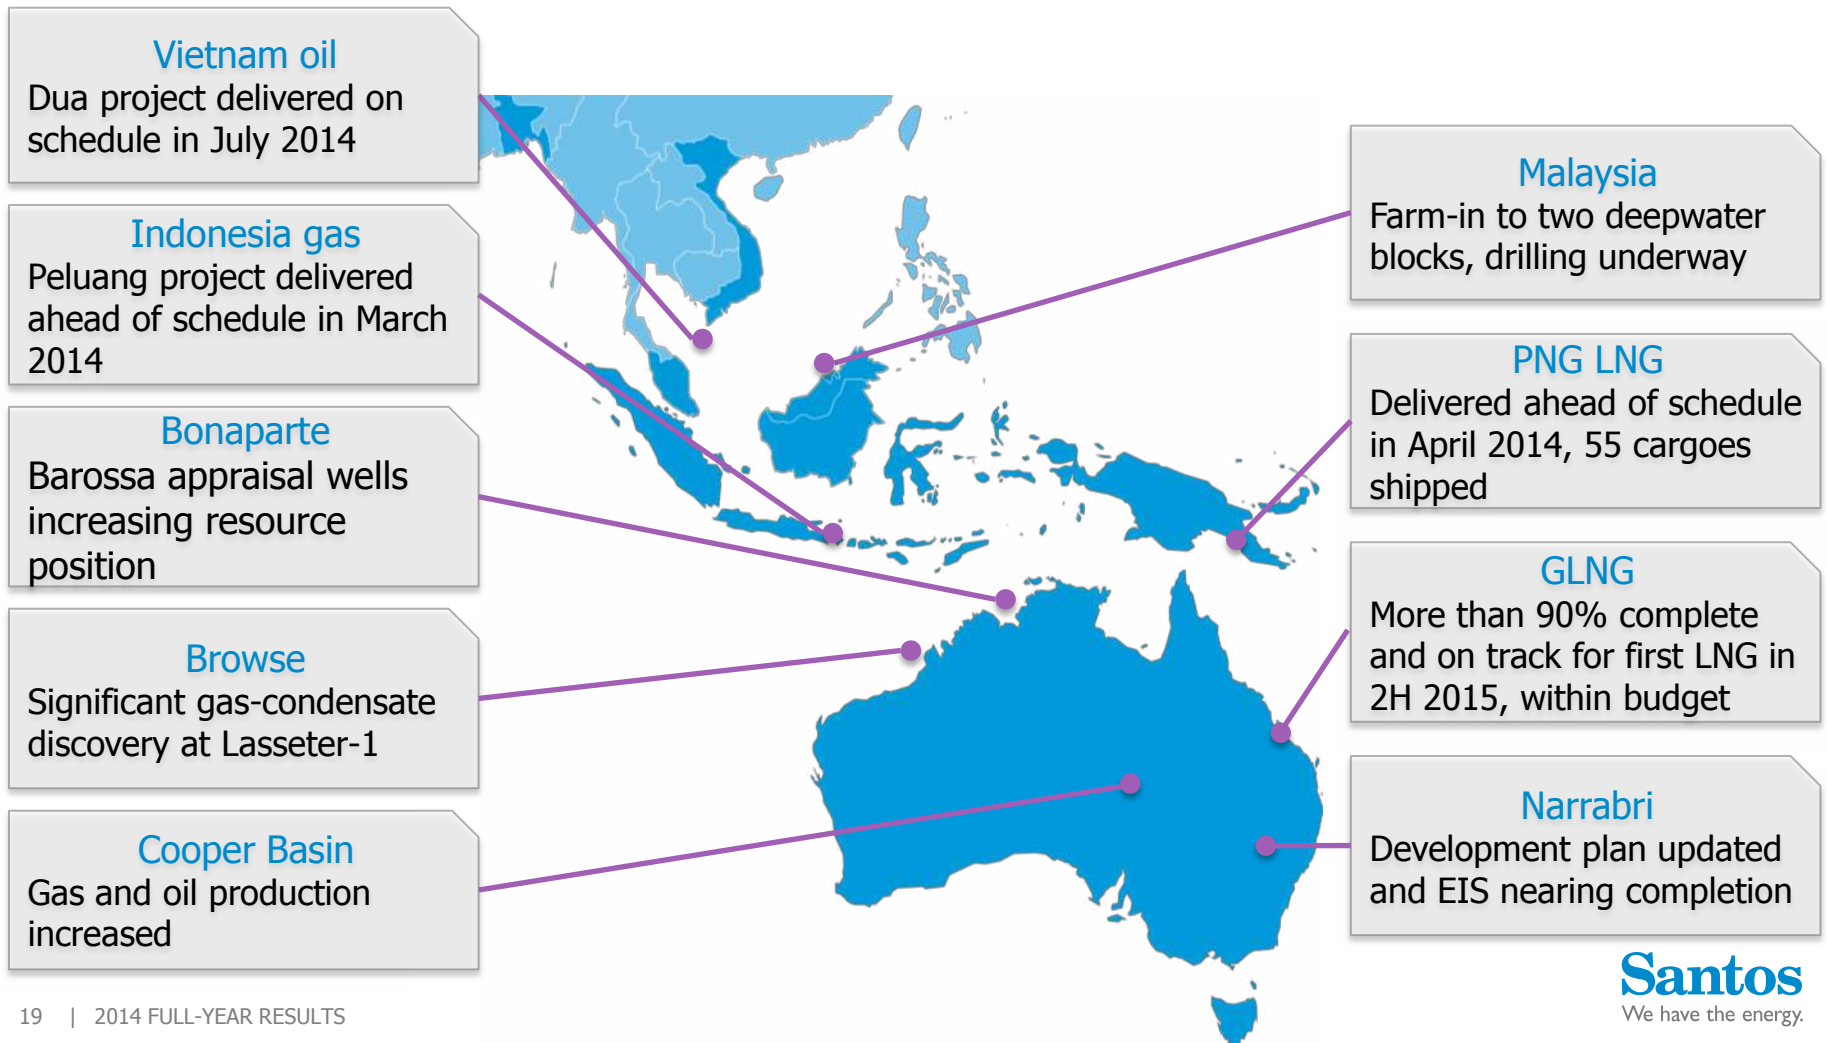 Vietnam oil
Dua project delivered on
schedule in July 2014
Indonesia gas
Peluang project delivered
ahead of schedule in March
2014
Bonaparte
Barossa appraisal wells
increasing resource
position
Browse
Significant gas-condensate
discovery at Lasseter-1
Cooper Basin
Gas and oil production
increased
Malaysia
Farm-in to two deepwater
blocks, drilling underway
PNG LNG
Delivered ahead of schedule
in April 2014, 55 cargoes
shipped
GLNG
More than 90% complete
and on track for first LNG in
2H 2015, within budget
Narrabri
Development plan updated
and EIS nearing completion
Santos
We have the energy.
19 | 2014 FULL-YEAR RESULTS